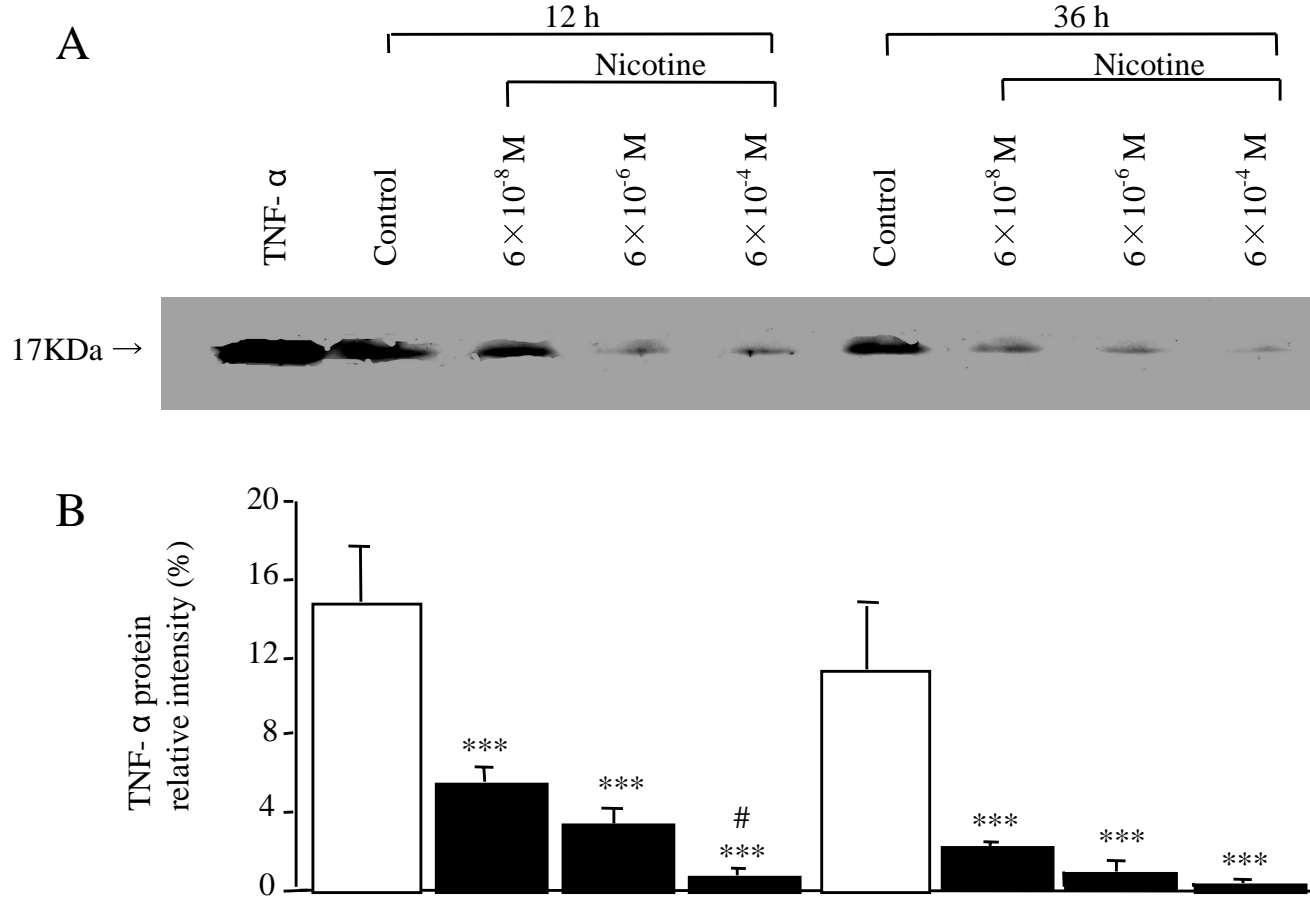 A
12 h
36 h
Nicotine
Nicotine
TNF- α
Control
6×10⁻⁸ M
6×10⁻⁶ M
6×10⁻⁴ M
Control
6×10⁻⁸ M
6×10⁻⁶ M
6×10⁻⁴ M
17KDa →
B
TNF- α protein
relative intensity (%)
20
16
12
8
4
0
***
***
#
***
***
***
***